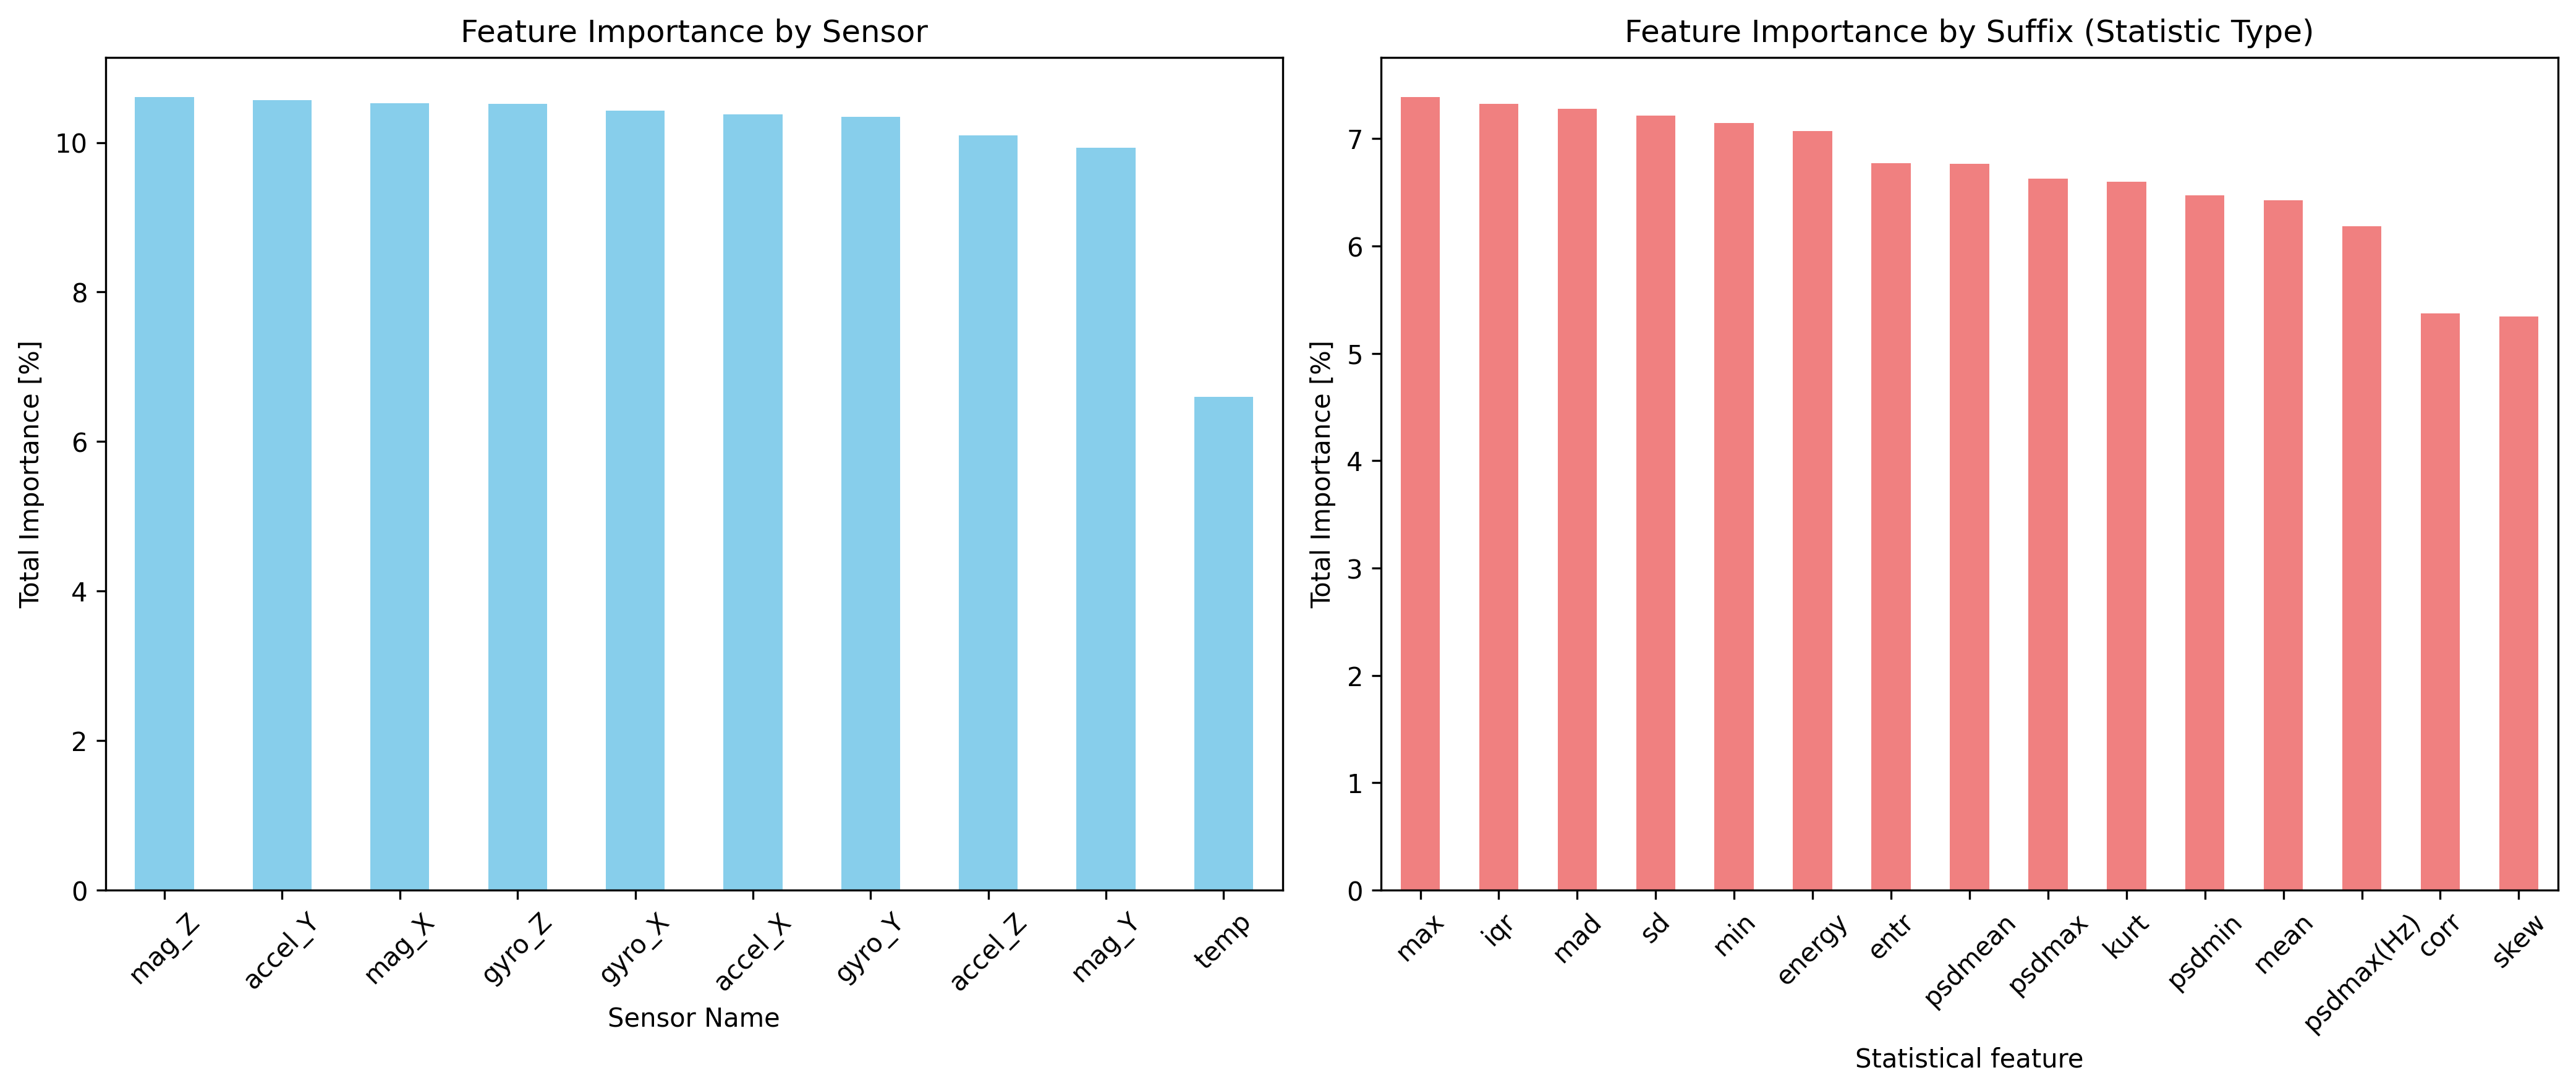 Feature Importance by Sensor
Total Importance [%]
10
8
6
4
2
0
mag_Z
accel_Y
mag_X
gyro_Z
gyro_X
accel_X
gyro_Y
accel_Z
mag_Y
temp
Sensor Name
Feature Importance by Suffix (Statistic Type)
Total Importance [%]
7
6
5
4
3
2
1
0
max
iqr
mad
sd
min
energy
entr
psdmean
psdmax
kurt
psdmin
mean
psdmax(Hz)
corr
skew
Statistical feature